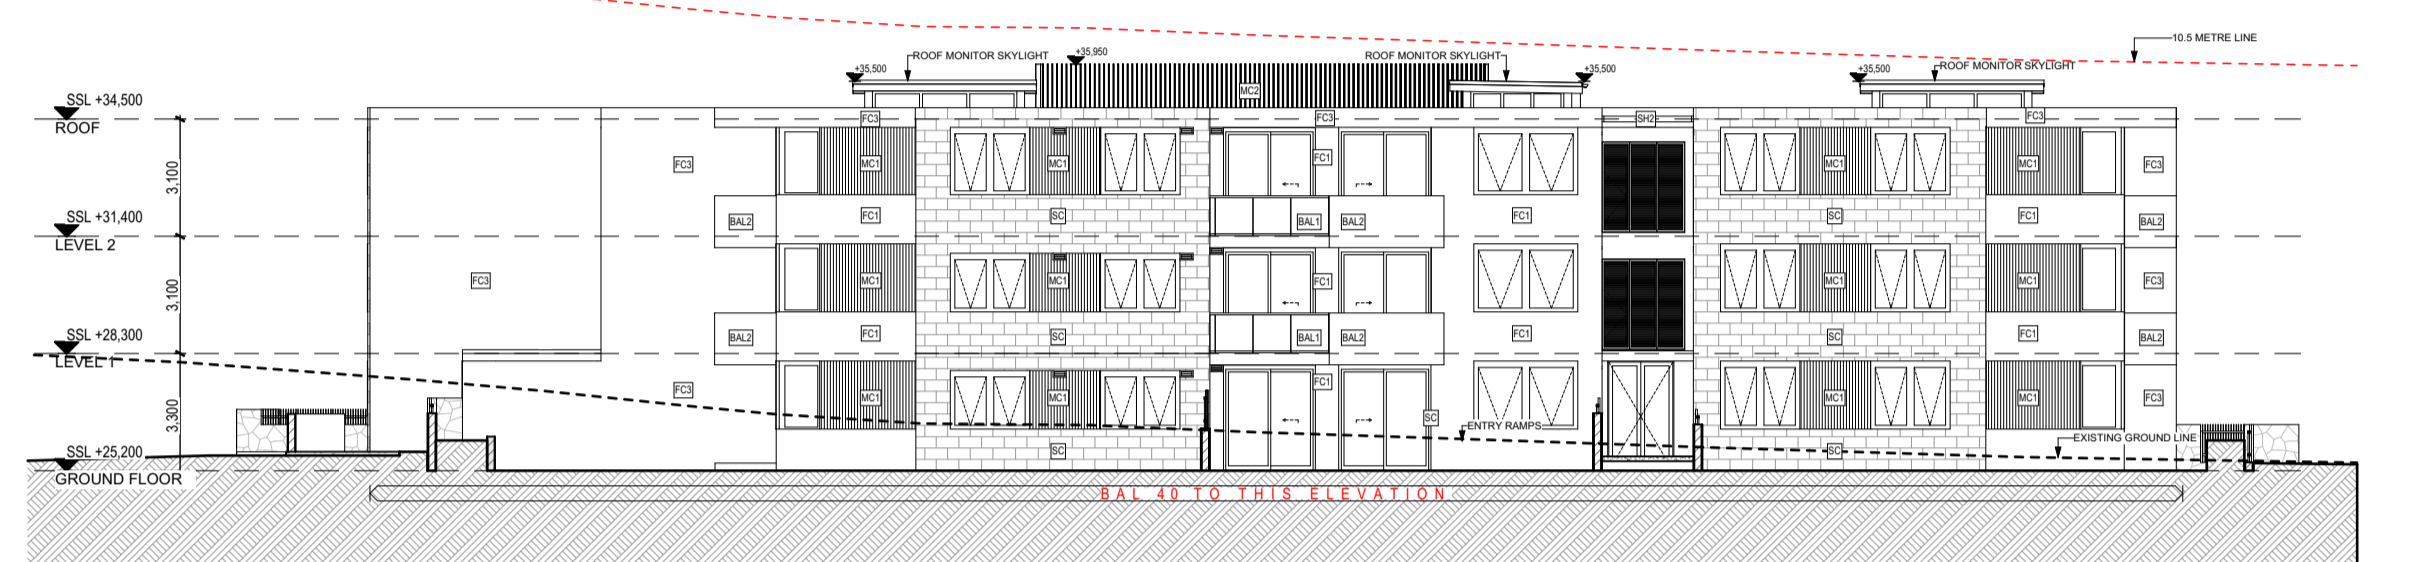 10.5 METRE LINE
+35,950
ROOF MONITOR SKYLIGHT
ROOF MONITOR SKYLIGHT
ROOF MONITOR SKYLIGHT
+35,500
+35,500
+35,500
MC2
SSL +34,500
ROOF
FC3
FC3
SH2
FC3
3,100
FC3
MC1
MC1
FC1
MC1
MC1
FC3
SSL +31,400
LEVEL 2
BAL2
FC1
SC
BAL1
BAL2
FC1
SC
FC1
BAL2
3,100
FC3
MC1
MC1
FC1
MC1
MC1
FC3
SSL +28,300
LEVEL 1
BAL2
FC1
SC
BAL1
BAL2
FC1
SC
FC1
BAL2
3,300
FC3
MC1
MC1
FC1
MC1
MC1
FC3
SC
ENTRY RAMPS
EXISTING GROUND LINE
SSL +25,200
GROUND FLOOR
SC
SC
BAL 40 TO THIS ELEVATION